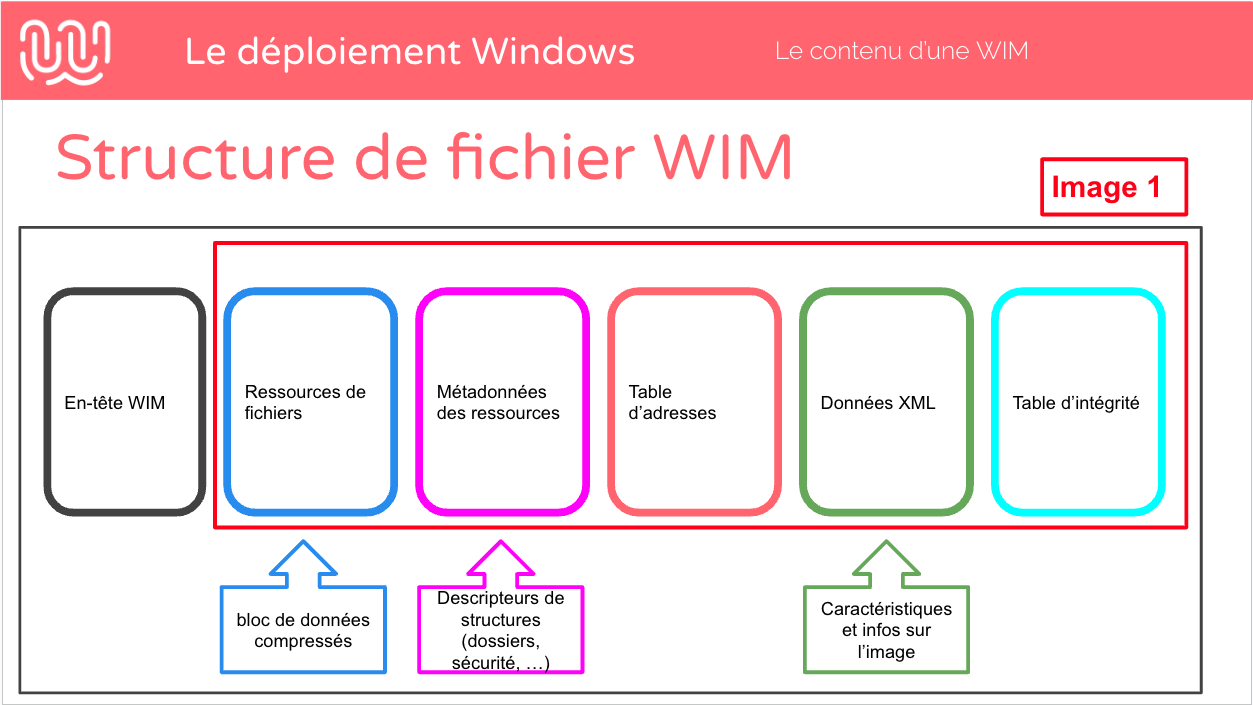 Le déploiement Windows
Le contenu d'une WIM
Structure de fichier WIM
Image 1
En-tête WIM
Ressources de
fichiers
Métadonnées
des ressources
Table
d'adresses
Données XML
Table d'intégrité
bloc de données
compressés
Descripteurs de
structures
(dossiers,
sécurité, …)
Caractéristiques
et infos sur
l'image